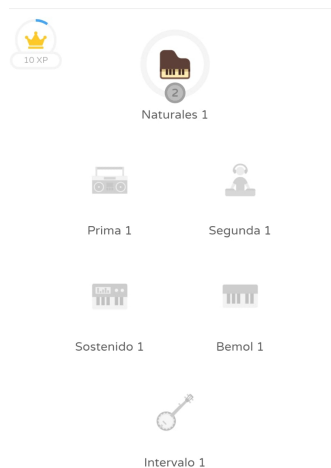 10 XP
2
Naturales 1
Prima 1
Segunda 1
Sostenido 1
Bemol 1
Intervalo 1